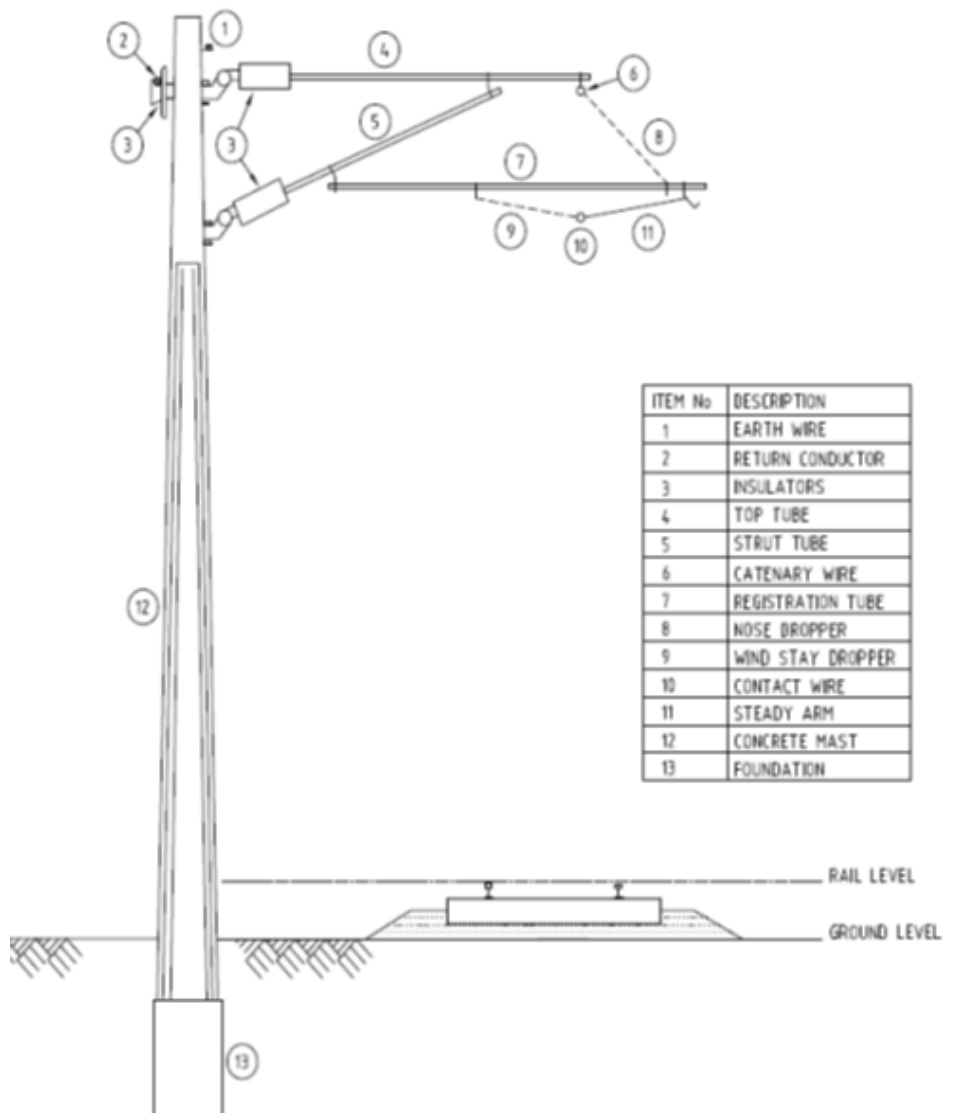 1
2
4
6
3
3
5
8
7
9
10
11
ITEM No DESCRIPTION
1 EARTH WIRE
2 RETURN CONDUCTOR
3 INSULATORS
4 TOP TUBE
5 STRUT TUBE
6 CATENARY WIRE
7 REGISTRATION TUBE
8 NOSE DROPPER
9 WIND STAY DROPPER
10 CONTACT WIRE
11 STEADY ARM
12 CONCRETE MAST
13 FOUNDATION
12
RAIL LEVEL
GROUND LEVEL
13